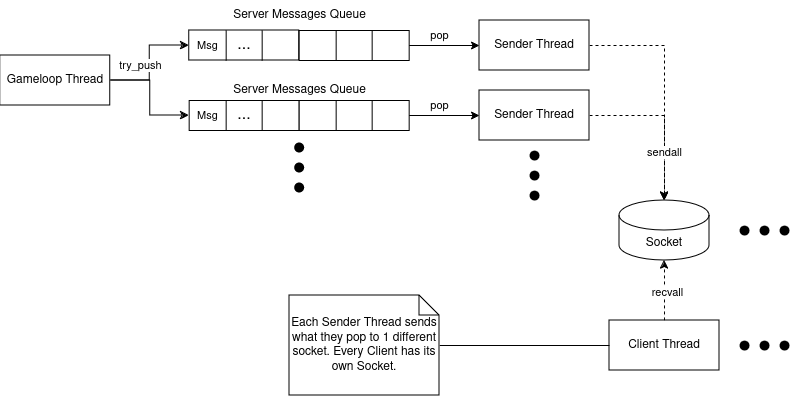 Server Messages Queue
Msg
...
pop
Sender Thread
Gameloop Thread
try_push
Server Messages Queue
Msg
...
pop
Sender Thread
sendall
Socket
recvall
Each Sender Thread sends
what they pop to 1 different
socket. Every Client has its
own Socket.
Client Thread